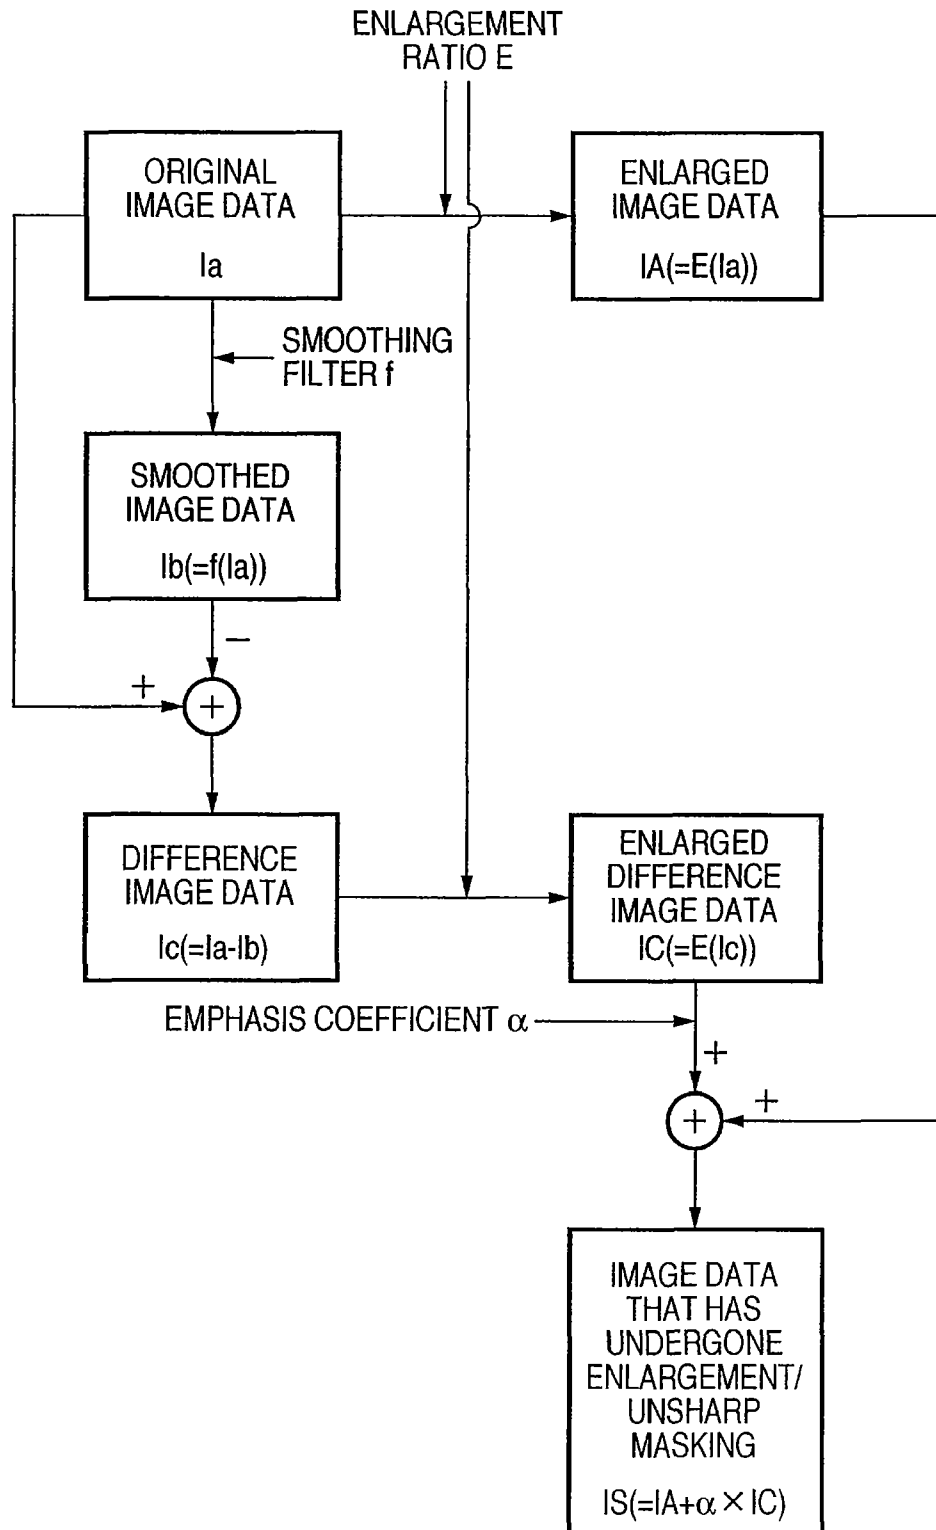 ENLARGEMENT
RATIO E
ORIGINAL
IMAGE DATA
Ia
ENLARGED
IMAGE DATA
IA(=E(Ia))
SMOOTHING
FILTER f
SMOOTHED
IMAGE DATA
Ib(=f(Ia))
−
+
+
DIFFERENCE
IMAGE DATA
Ic(=Ia-Ib)
ENLARGED
DIFFERENCE
IMAGE DATA
IC(=E(Ic))
EMPHASIS COEFFICIENT α
+
+
+
IMAGE DATA
THAT HAS
UNDERGONE
ENLARGEMENT/
UNSHARP
MASKING
IS(=IA+α × IC)